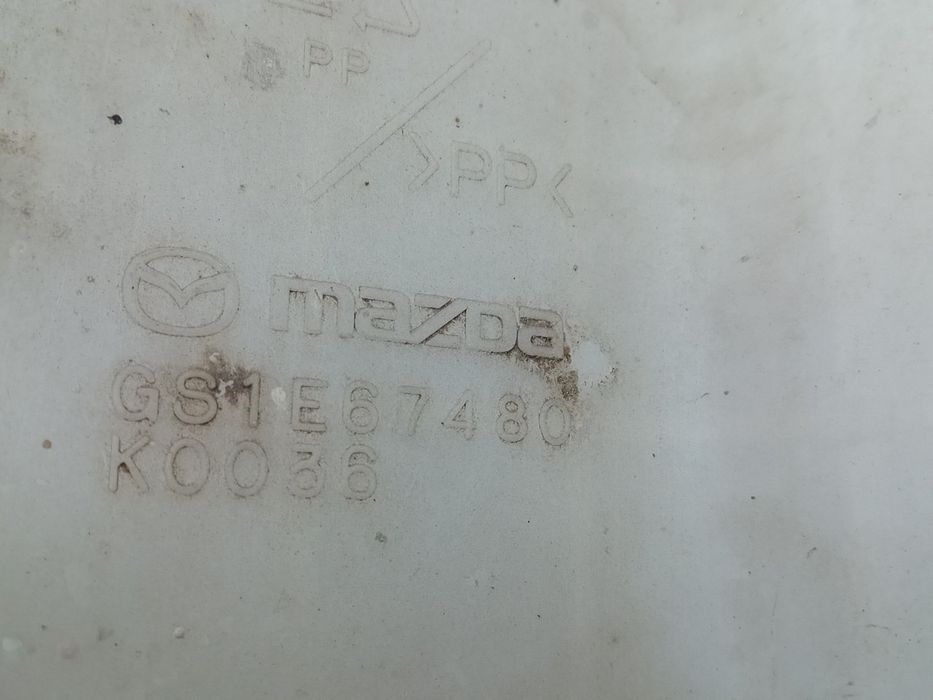 PP
>PP<
mazda
GS1E67480
K0036